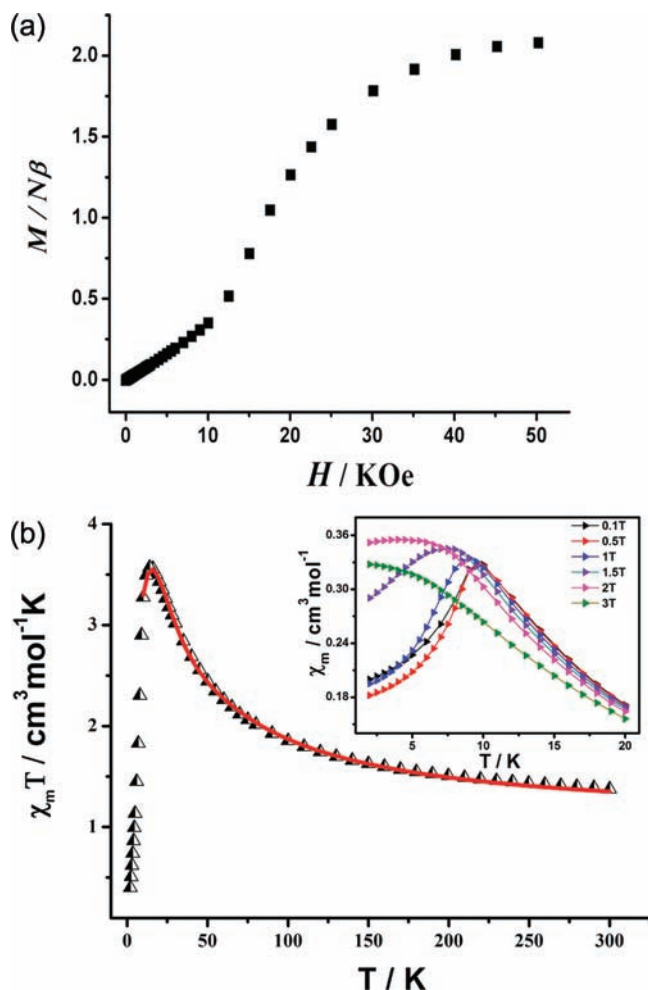 (a)
M / Nβ
2.0
1.5
1.0
0.5
0.0
0 10 20 30 40 50
H / KOe
(b)
χmT / cm³mol⁻¹K
4
3
2
1
0 50 100 150 200 250 300
T / K
χm / cm³mol⁻¹
0.36
0.30
0.24
0.18
5 10 15 20
T / K
0.1T
0.5T
1T
1.5T
2T
3T